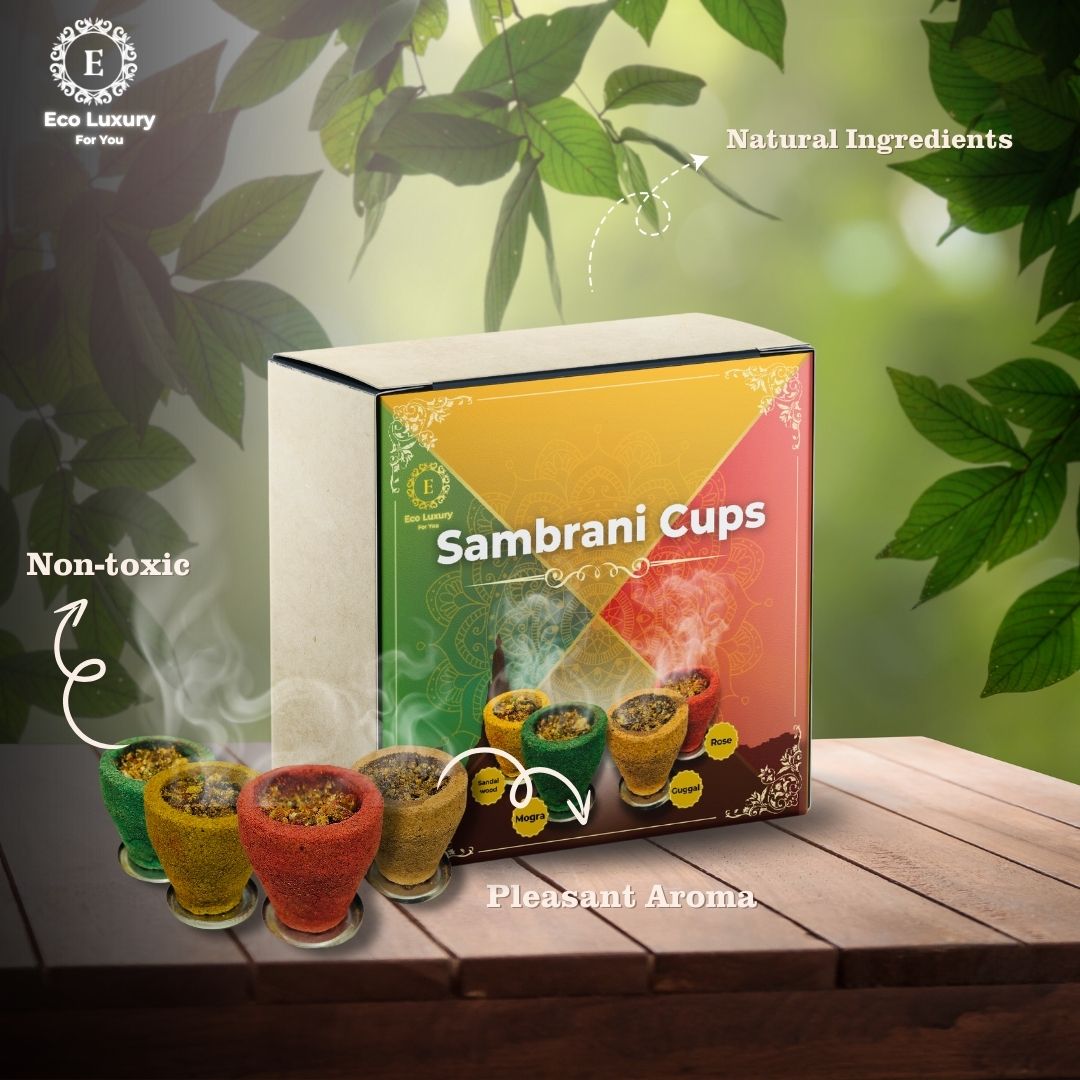 E
Eco Luxury
For You
Natural Ingredients
E
Eco Luxury
For You
Sambrani Cups
Non-toxic
Rose
Sandal
wood
Guggal
Mogra
Pleasant Aroma